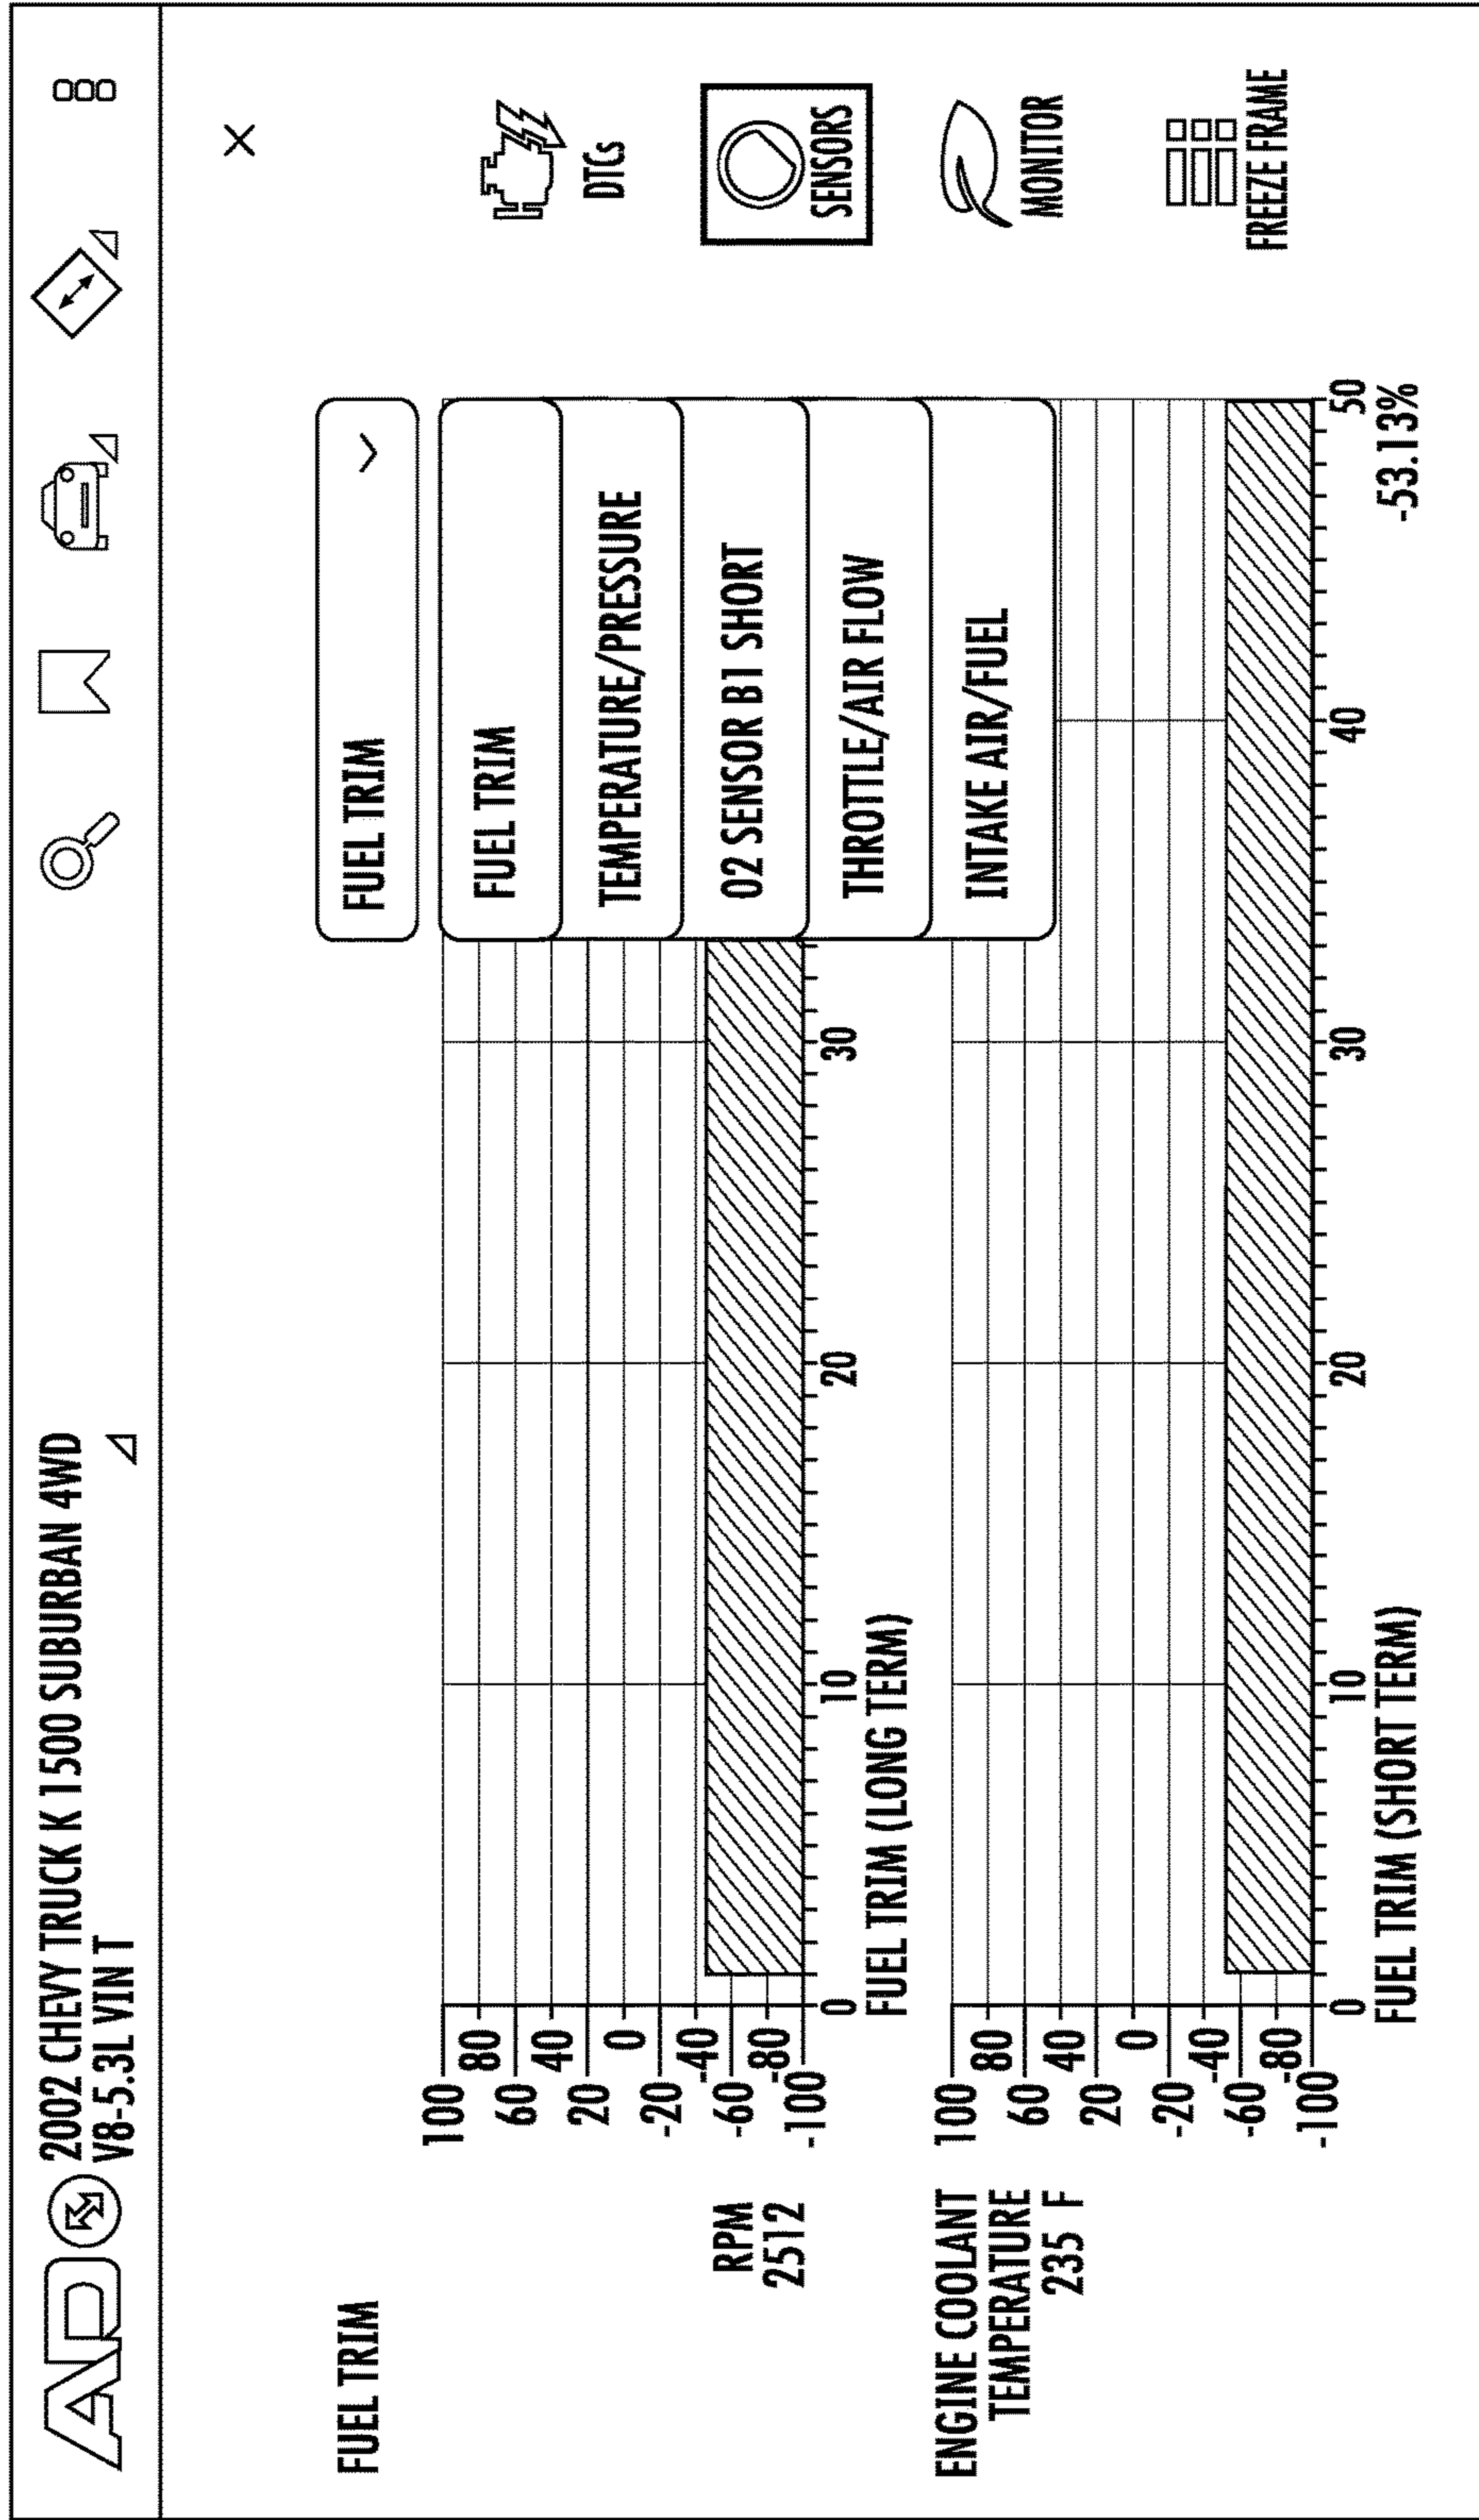 AD 2002 CHEVY TRUCK K 1500 SUBURBAN 4WD
V8-5.3L VIN T
FUEL TRIM
FUEL TRIM
FUEL TRIM
TEMPERATURE/PRESSURE
O2 SENSOR B1 SHORT
THROTTLE/AIR FLOW
INTAKE AIR/FUEL
DTCs
SENSORS
MONITOR
FREEZE FRAME
RPM
2512
100
80
60
40
20
0
-20
-40
-60
-80
-100
0 10 20 30
FUEL TRIM (LONG TERM)
ENGINE COOLANT
TEMPERATURE
235 F
100
80
60
40
20
0
-20
-40
-60
-80
-100
0 10 20 30 40 50
FUEL TRIM (SHORT TERM) -53.13%